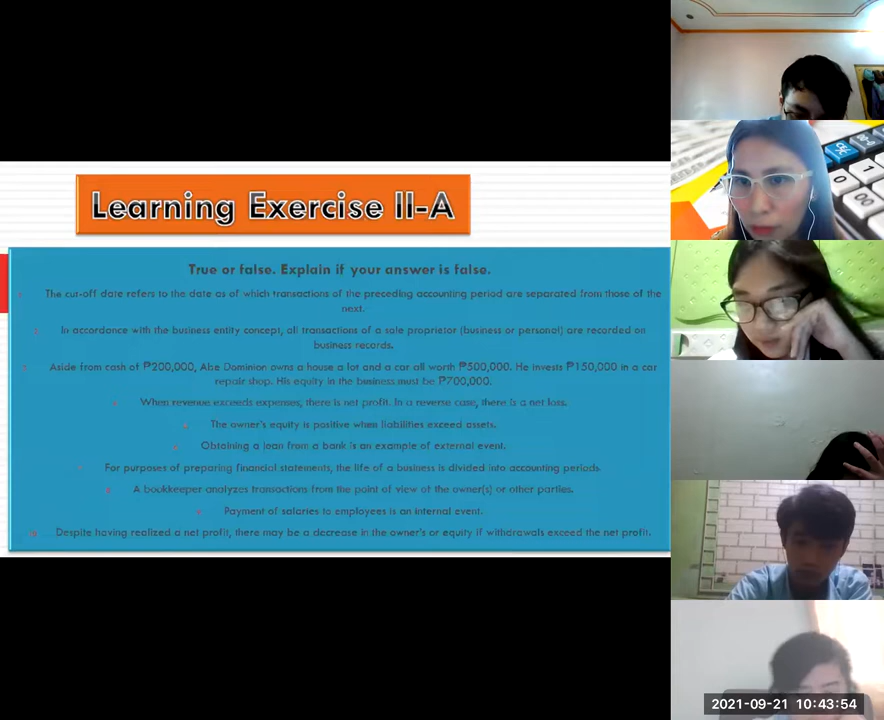 Learning Exercise II-A
True or false. Explain if your answer is false.
The cut-off date refers to the date as of which transactions of the preceding accounting period are separated from those of the
next.
In accordance with the business entity concept, all transactions of a sole proprietor (business or personal) are recorded on
business records.
Aside from cash of ₱200,000, Abe Dominion owns a house a lot and a car all worth ₱500,000. He invests ₱150,000 in a car
repair shop. His equity in the business must be ₱700,000.
When revenue exceeds expenses, there is net profit. In a reverse case, there is a net loss.
The owner's equity is positive when liabilities exceed assets.
Obtaining a loan from a bank is an example of external event.
For purposes of preparing financial statements, the life of a business is divided into accounting periods.
A bookkeeper analyzes transactions from the point of view of the owner(s) or other parties.
Payment of salaries to employees is an internal event.
Despite having realized a net profit, there may be a decrease in the owner's or equity if withdrawals exceed the net profit.
%
0
1
00
2021-09-21 10:43:54